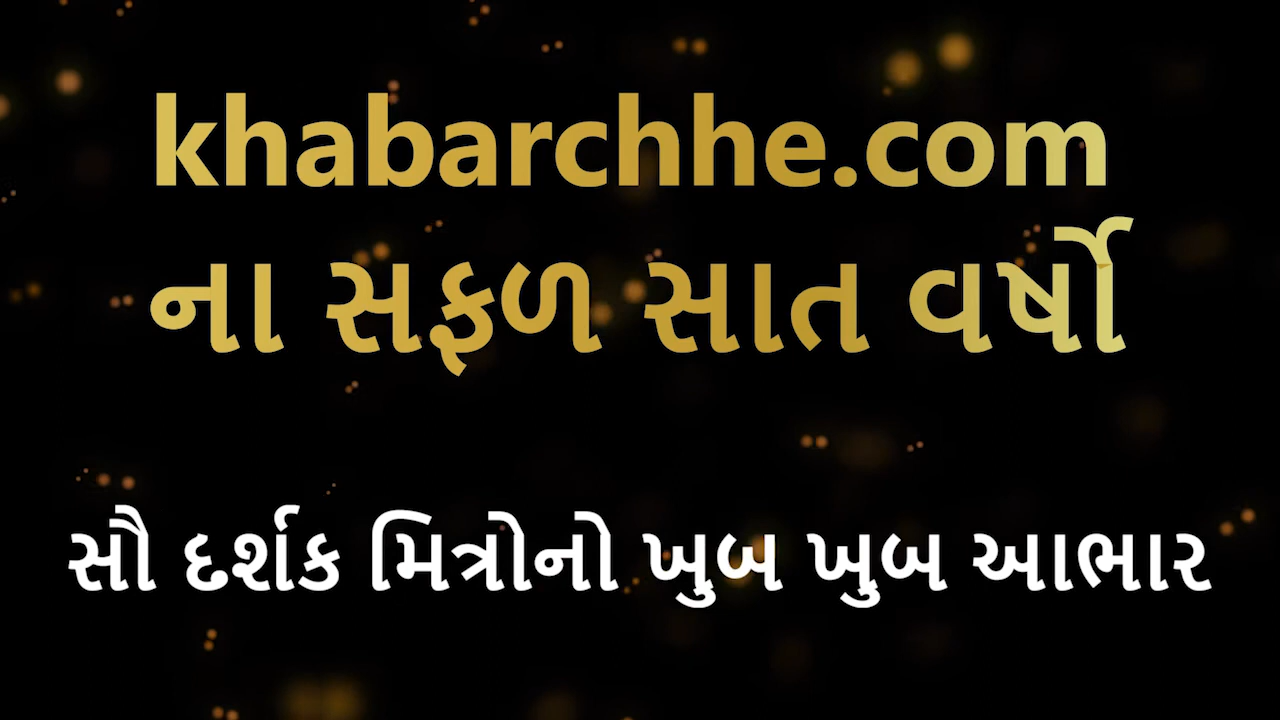 khabarchhe.com
ના સફળ સાત વર્ષો
સૌ દર્શક મિત્રોનો ખુબ ખુબ આભાર